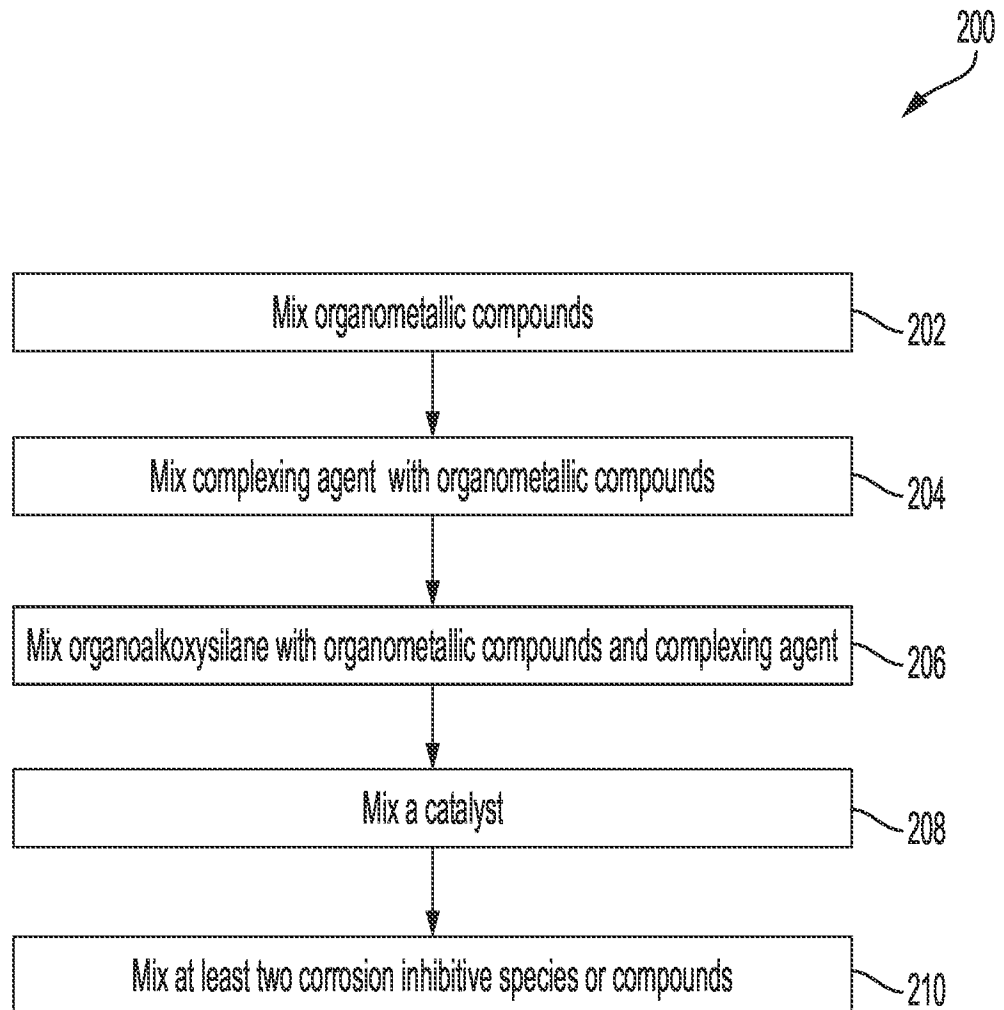 200
Mix organometallic compounds
202
Mix complexing agent with organometallic compounds
204
Mix organoalkoxysilane with organometallic compounds and complexing agent
206
Mix a catalyst
208
Mix at least two corrosion inhibitive species or compounds
210